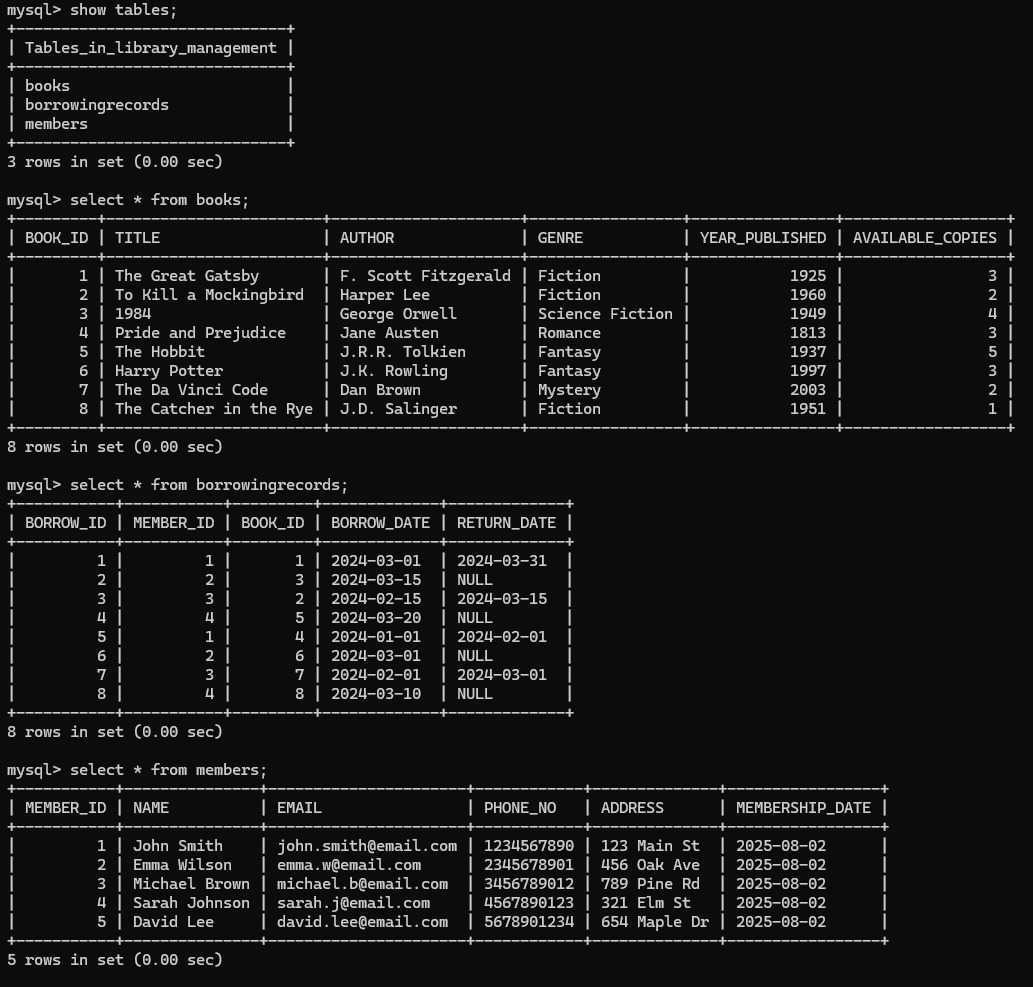 mysql> show tables;
+------------------------------+
| Tables_in_library_management |
+------------------------------+
| books                        |
| borrowingrecords             |
| members                      |
+------------------------------+
3 rows in set (0.00 sec)

mysql> select * from books;
+---------+------------------------+---------------------+-----------------+----------------+------------------+
| BOOK_ID | TITLE                  | AUTHOR              | GENRE           | YEAR_PUBLISHED | AVAILABLE_COPIES |
+---------+------------------------+---------------------+-----------------+----------------+------------------+
|       1 | The Great Gatsby       | F. Scott Fitzgerald | Fiction         |           1925 |                3 |
|       2 | To Kill a Mockingbird  | Harper Lee          | Fiction         |           1960 |                2 |
|       3 | 1984                   | George Orwell       | Science Fiction |           1949 |                4 |
|       4 | Pride and Prejudice    | Jane Austen         | Romance         |           1813 |                3 |
|       5 | The Hobbit             | J.R.R. Tolkien      | Fantasy         |           1937 |                5 |
|       6 | Harry Potter           | J.K. Rowling        | Fantasy         |           1997 |                3 |
|       7 | The Da Vinci Code      | Dan Brown           | Mystery         |           2003 |                2 |
|       8 | The Catcher in the Rye | J.D. Salinger       | Fiction         |           1951 |                1 |
+---------+------------------------+---------------------+-----------------+----------------+------------------+
8 rows in set (0.00 sec)

mysql> select * from borrowingrecords;
+-----------+-----------+---------+-------------+-------------+
| BORROW_ID | MEMBER_ID | BOOK_ID | BORROW_DATE | RETURN_DATE |
+-----------+-----------+---------+-------------+-------------+
|         1 |         1 |       1 | 2024-03-01  | 2024-03-31  |
|         2 |         2 |       3 | 2024-03-15  | NULL        |
|         3 |         3 |       2 | 2024-02-15  | 2024-03-15  |
|         4 |         4 |       5 | 2024-03-20  | NULL        |
|         5 |         1 |       4 | 2024-01-01  | 2024-02-01  |
|         6 |         2 |       6 | 2024-03-01  | NULL        |
|         7 |         3 |       7 | 2024-02-01  | 2024-03-01  |
|         8 |         4 |       8 | 2024-03-10  | NULL        |
+-----------+-----------+---------+-------------+-------------+
8 rows in set (0.00 sec)

mysql> select * from members;
+-----------+---------------+----------------------+------------+--------------+-----------------+
| MEMBER_ID | NAME          | EMAIL                | PHONE_NO   | ADDRESS      | MEMBERSHIP_DATE |
+-----------+---------------+----------------------+------------+--------------+-----------------+
|         1 | John Smith    | john.smith@email.com | 1234567890 | 123 Main St  | 2025-08-02      |
|         2 | Emma Wilson   | emma.w@email.com     | 2345678901 | 456 Oak Ave  | 2025-08-02      |
|         3 | Michael Brown | michael.b@email.com  | 3456789012 | 789 Pine Rd  | 2025-08-02      |
|         4 | Sarah Johnson | sarah.j@email.com    | 4567890123 | 321 Elm St   | 2025-08-02      |
|         5 | David Lee     | david.lee@email.com  | 5678901234 | 654 Maple Dr | 2025-08-02      |
+-----------+---------------+----------------------+------------+--------------+-----------------+
5 rows in set (0.00 sec)